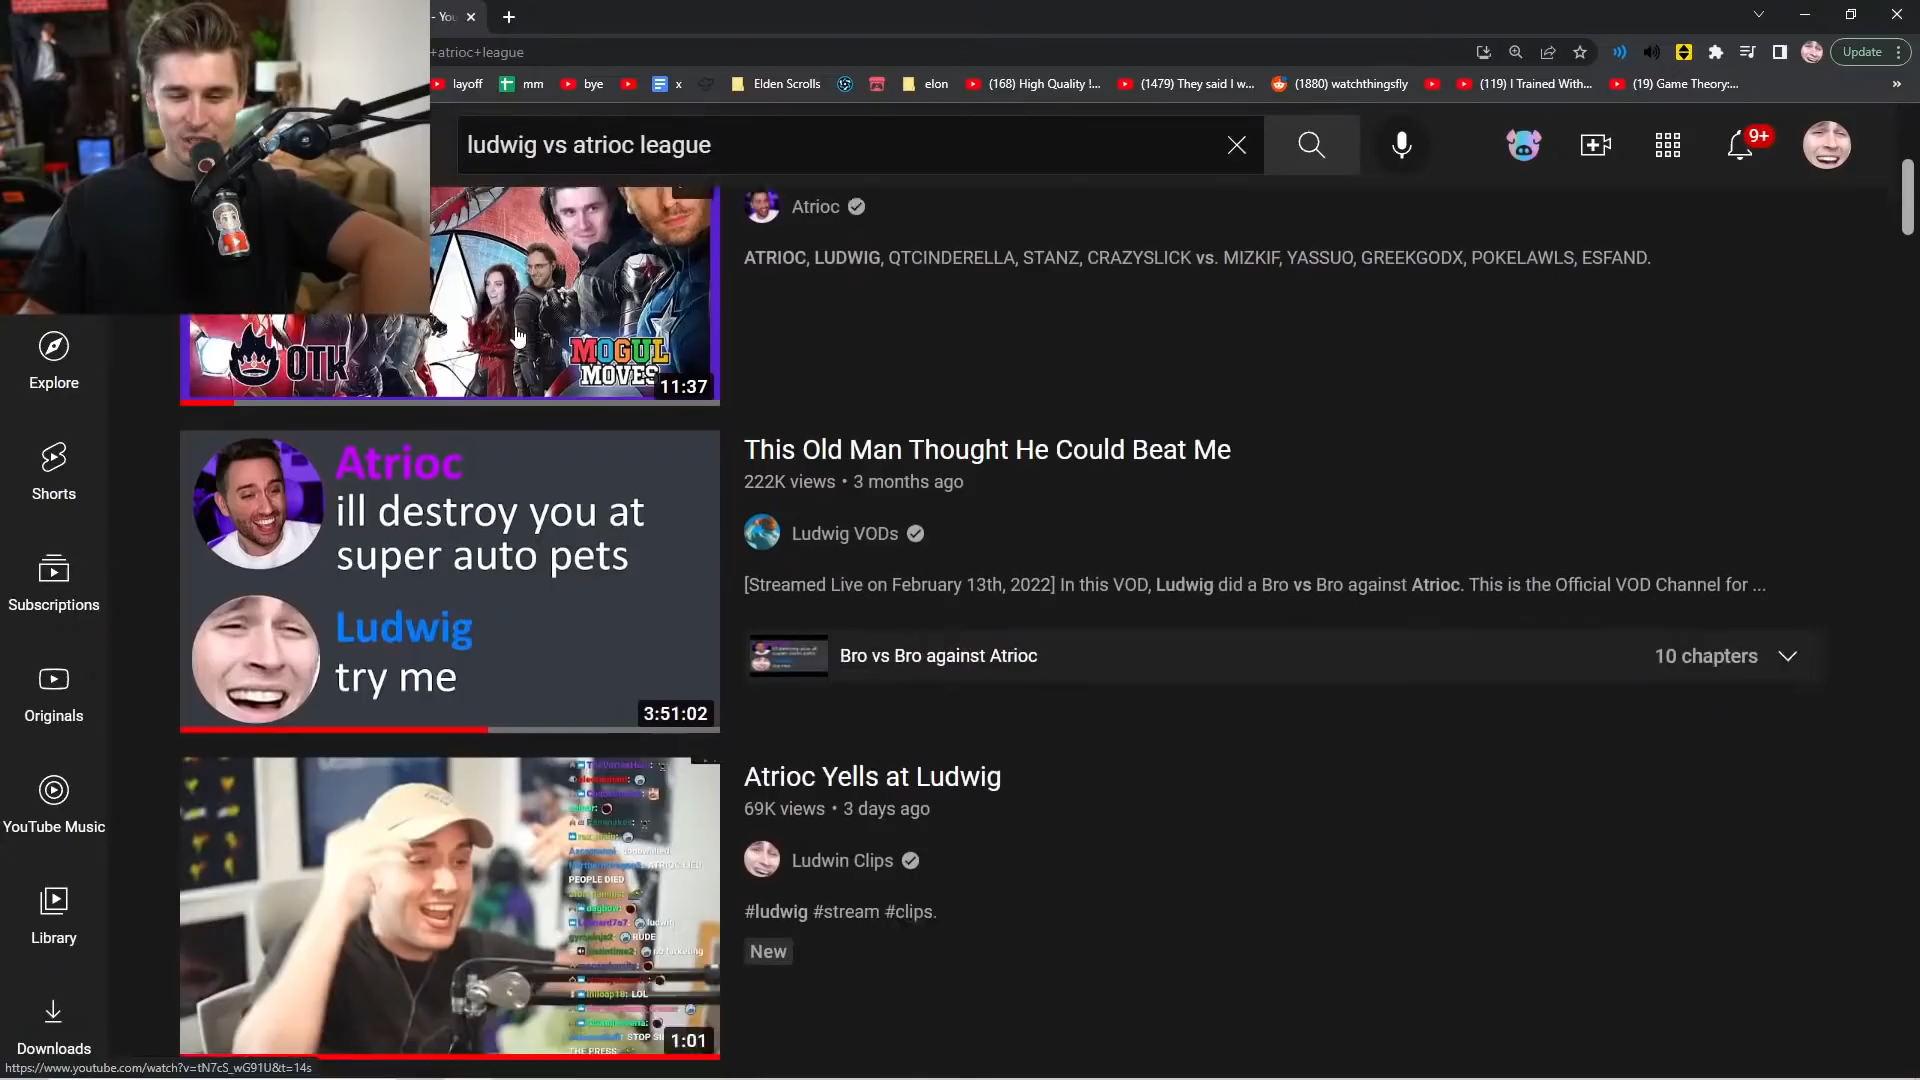 - You
+atrioc+league
Update
layoff
mm
bye
x
Elden Scrolls
elon
(168) High Quality !...
(1479) They said I w...
(1880) watchthingsfly
(119) I Trained With...
(19) Game Theory:...
»
ludwig vs atrioc league
9+
Atrioc
ATRIOC, LUDWIG, QTCINDERELLA, STANZ, CRAZYSLICK vs. MIZKIF, YASSUO, GREEKGODX, POKELAWLS, ESFAND.
OTK
MOGUL
MOVES
11:37
Explore
Shorts
Subscriptions
Originals
YouTube Music
Library
Downloads
Atrioc
ill destroy you at
super auto pets
Ludwig
try me
3:51:02
This Old Man Thought He Could Beat Me
222K views • 3 months ago
Ludwig VODs
[Streamed Live on February 13th, 2022] In this VOD, Ludwig did a Bro vs Bro against Atrioc. This is the Official VOD Channel for ...
Bro vs Bro against Atrioc
10 chapters
PEOPLE DIED
RUDE
LOL
THE PRESS
1:01
Atrioc Yells at Ludwig
69K views • 3 days ago
Ludwin Clips
#ludwig #stream #clips.
New
https://www.youtube.com/watch?v=tN7cS_wG91U&t=14s